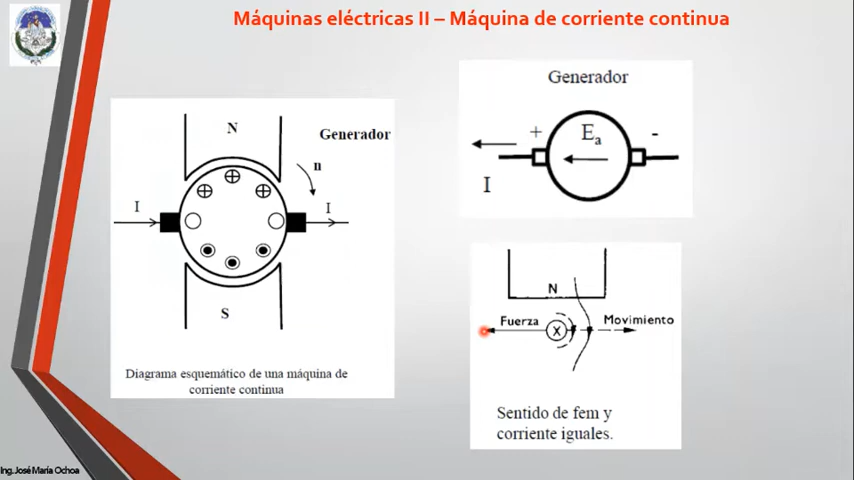 Máquinas eléctricas II – Máquina de corriente continua
N
Generador
n
I
I
S
Diagrama esquemático de una máquina de
corriente continua
Generador
+
Ea
-
I
N
Fuerza
X
Movimiento
Sentido de fem y
corriente iguales.
Ing. José María Ochoa